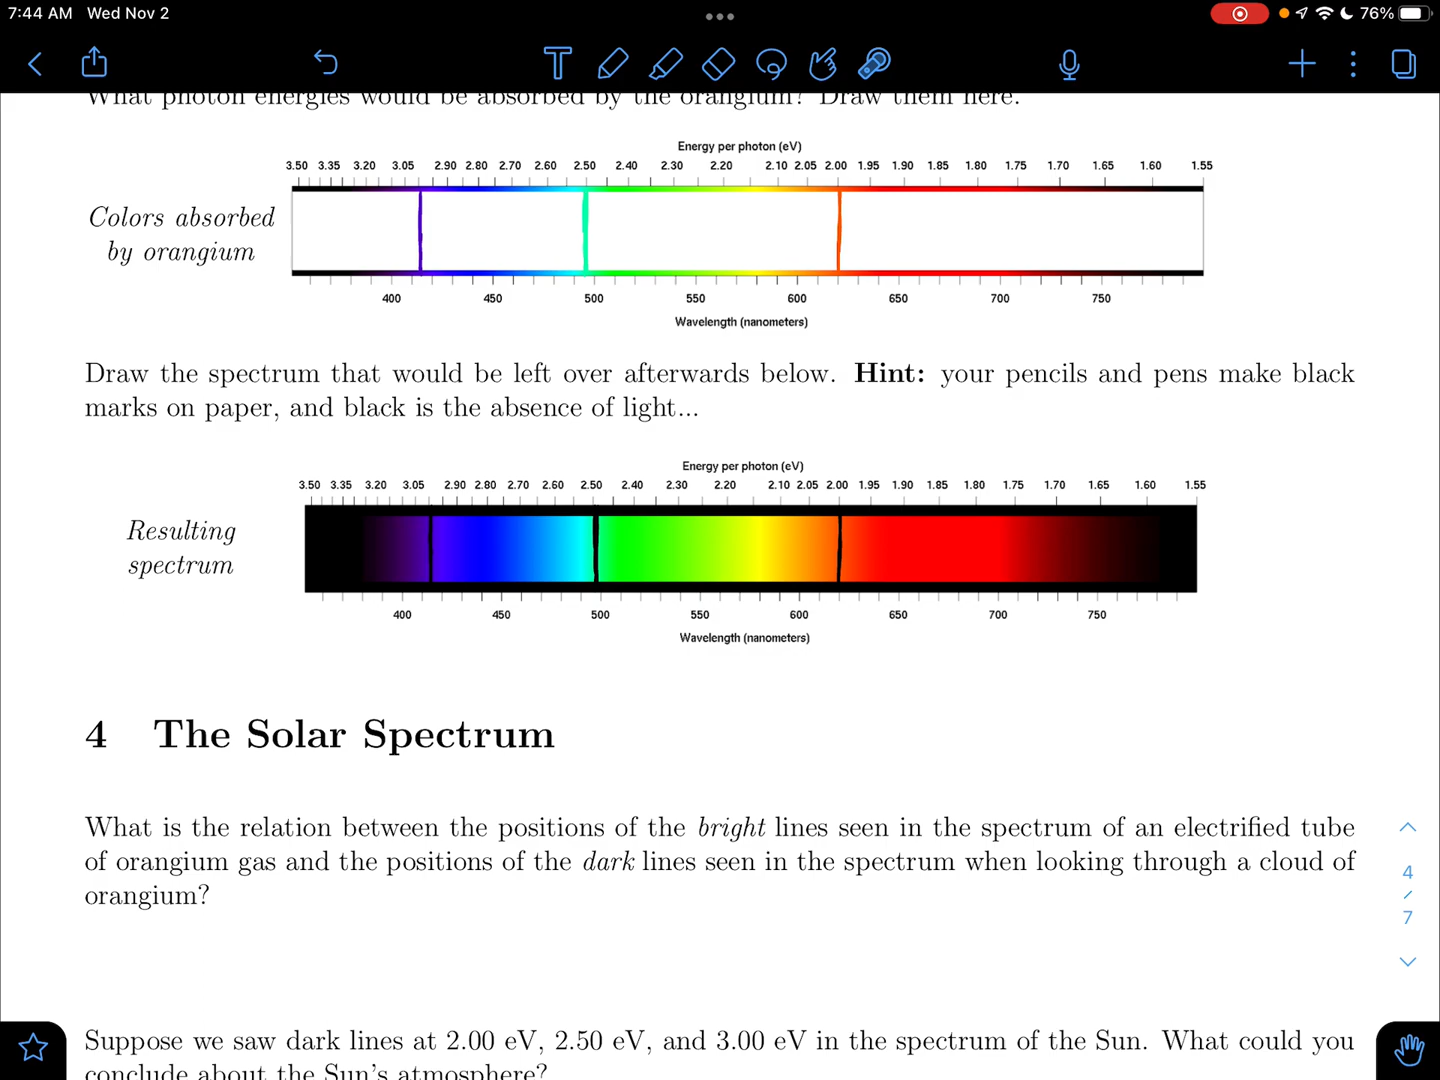 7:44 AM Wed Nov 2
76%
What photon energies would be absorbed by the orangium? Draw them here.
Energy per photon (eV)
3.50 3.35 3.20 3.05 2.90 2.80 2.70 2.60 2.50 2.40 2.30 2.20 2.10 2.05 2.00 1.95 1.90 1.85 1.80 1.75 1.70 1.65 1.60 1.55
Colors absorbed
by orangium
400 450 500 550 600 650 700 750
Wavelength (nanometers)
Draw the spectrum that would be left over afterwards below. Hint: your pencils and pens make black
marks on paper, and black is the absence of light...
Energy per photon (eV)
3.50 3.35 3.20 3.05 2.90 2.80 2.70 2.60 2.50 2.40 2.30 2.20 2.10 2.05 2.00 1.95 1.90 1.85 1.80 1.75 1.70 1.65 1.60 1.55
Resulting
spectrum
400 450 500 550 600 650 700 750
Wavelength (nanometers)
4 The Solar Spectrum
What is the relation between the positions of the bright lines seen in the spectrum of an electrified tube
of orangium gas and the positions of the dark lines seen in the spectrum when looking through a cloud of
orangium?
4
/
7
Suppose we saw dark lines at 2.00 eV, 2.50 eV, and 3.00 eV in the spectrum of the Sun. What could you
conclude about the Sun's atmosphere?